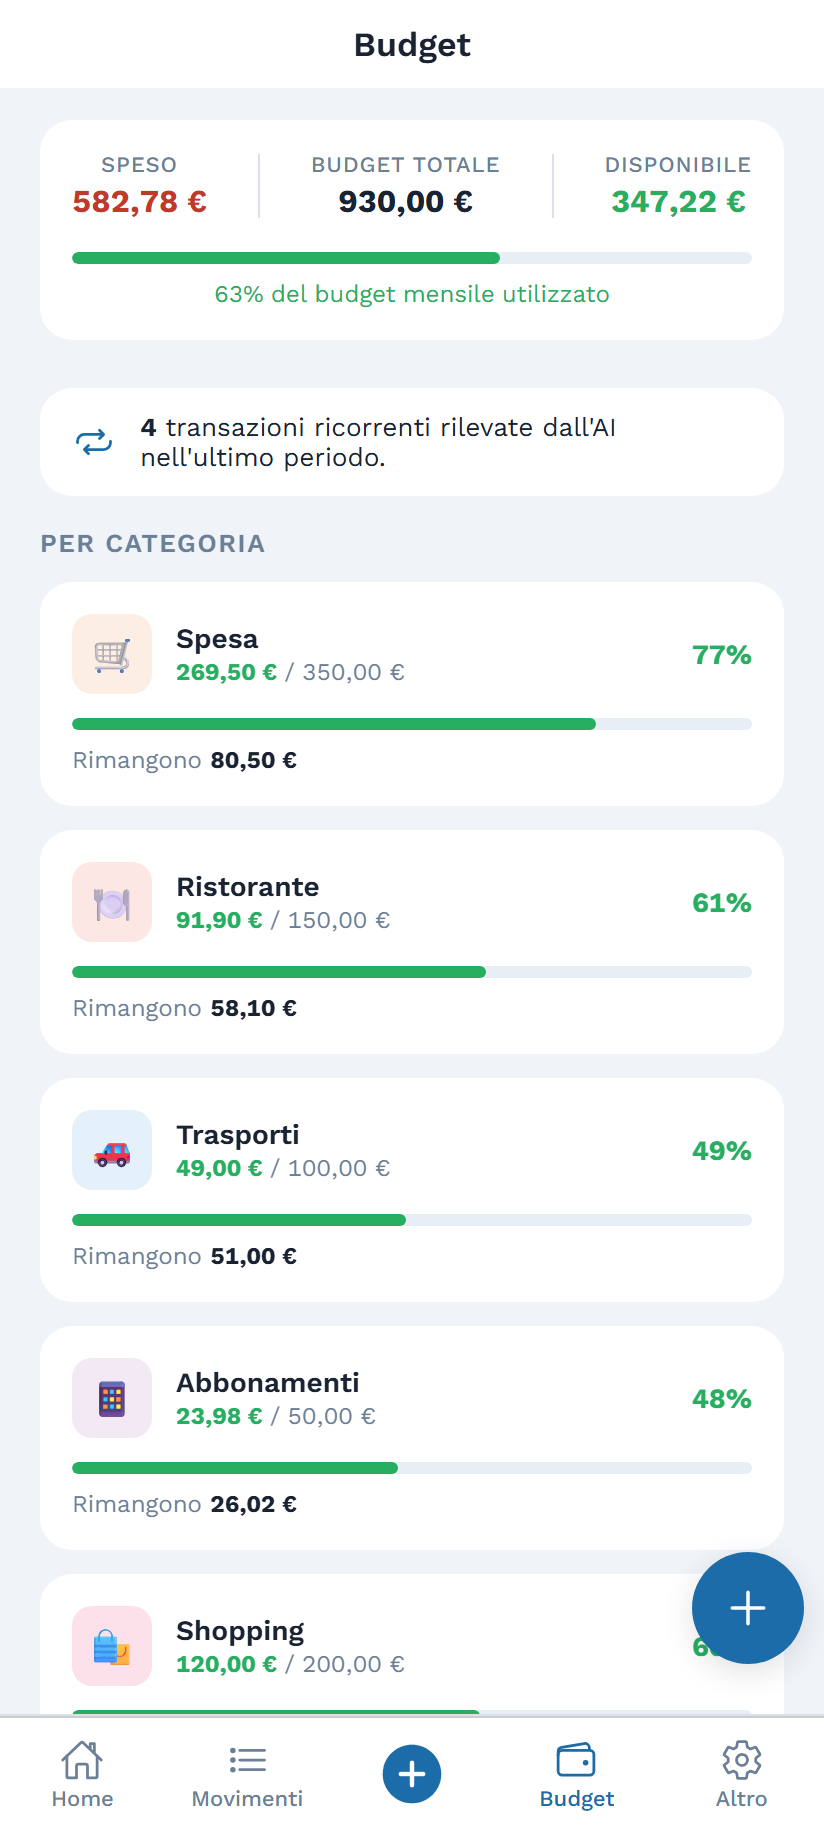 Budget
SPESO
582,78 €
BUDGET TOTALE
930,00 €
DISPONIBILE
347,22 €
63% del budget mensile utilizzato
4 transazioni ricorrenti rilevate dall'AI
nell'ultimo periodo.
PER CATEGORIA
Spesa
269,50 € / 350,00 €
77%
Rimangono 80,50 €
Ristorante
91,90 € / 150,00 €
61%
Rimangono 58,10 €
Trasporti
49,00 € / 100,00 €
49%
Rimangono 51,00 €
Abbonamenti
23,98 € / 50,00 €
48%
Rimangono 26,02 €
Shopping
120,00 € / 200,00 €
Home
Movimenti
Budget
Altro